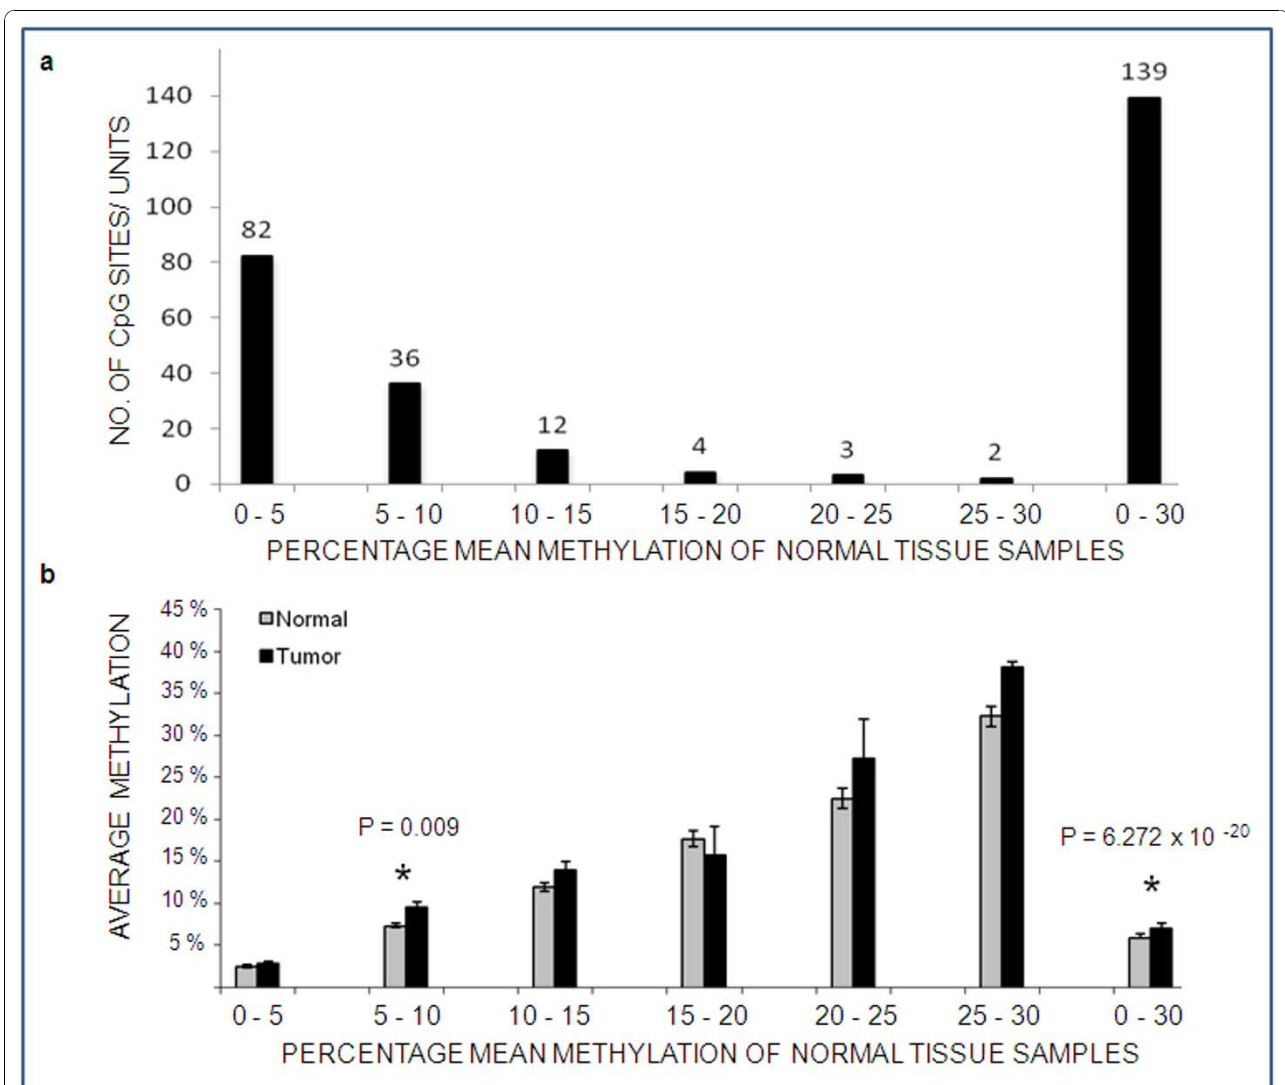 a
NO. OF CpG SITES/ UNITS
140
120
100
80
60
40
20
0
82
36
12
4
3
2
139
0 - 5 5 - 10 10 - 15 15 - 20 20 - 25 25 - 30 0 - 30
PERCENTAGE MEAN METHYLATION OF NORMAL TISSUE SAMPLES
b
AVERAGE METHYLATION
45 %
40 %
35 %
30 %
25 %
20 %
15 %
10 %
5 %
Normal
Tumor
P = 0.009
*
P = 6.272 x 10 -20
*
0 - 5 5 - 10 10 - 15 15 - 20 20 - 25 25 - 30 0 - 30
PERCENTAGE MEAN METHYLATION OF NORMAL TISSUE SAMPLES